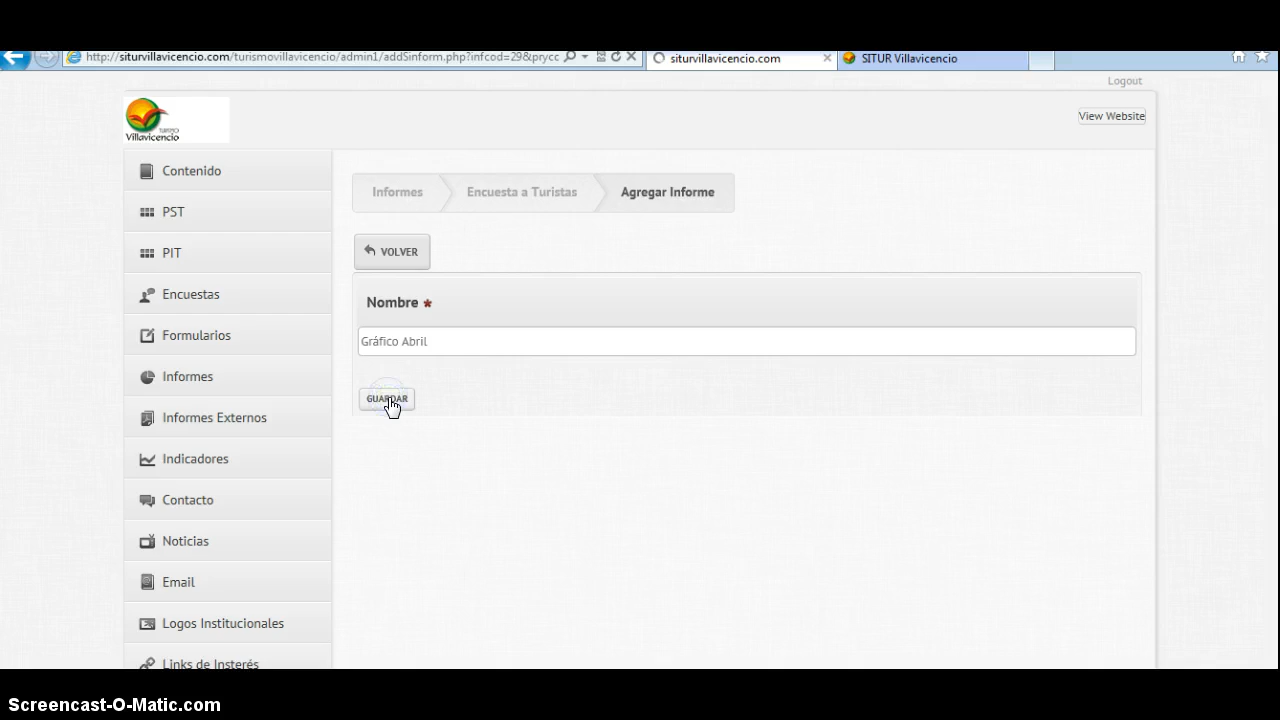 http://siturvillavicencio.com/turismovillavicencio/admin1/addSinform.php?infcod=29&prycc
siturvillavicencio.com
SITUR Villavicencio
Logout
turismo
Villavicencio
View Website
Contenido
PST
PIT
Encuestas
Formularios
Informes
Informes Externos
Indicadores
Contacto
Noticias
Email
Logos Institucionales
Links de Insterés
Informes
Encuesta a Turistas
Agregar Informe
VOLVER
Nombre *
Gráfico Abril
GUARDAR
Screencast-O-Matic.com